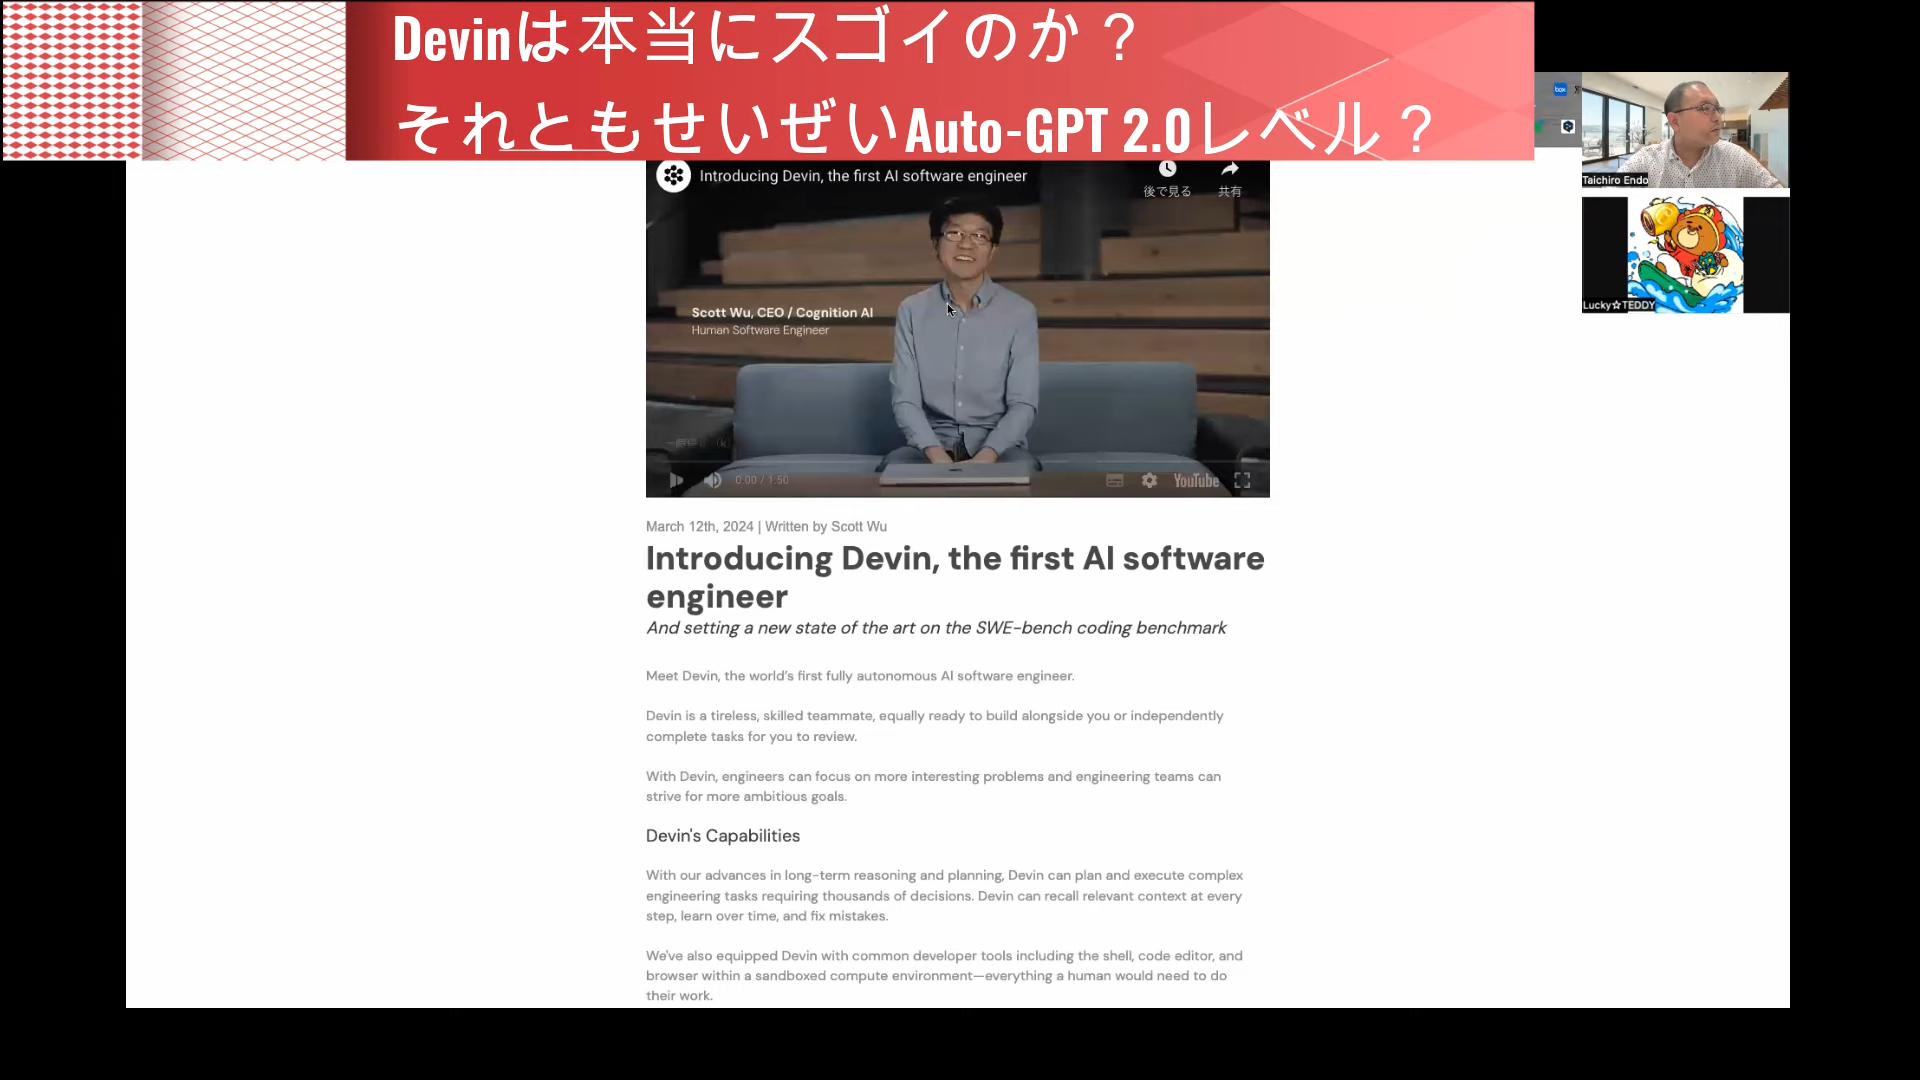 Devinは本当にスゴイのか？
それともせいぜいAuto-GPT 2.0レベル？
box
Introducing Devin, the first AI software engineer
後で見る
共有
Taichiro Endo
Lucky☆TEDDY
Scott Wu, CEO / Cognition AI
Human Software Engineer
0:00 / 1:50
YouTube
March 12th, 2024 | Written by Scott Wu
Introducing Devin, the first AI software
engineer
And setting a new state of the art on the SWE-bench coding benchmark
Meet Devin, the world's first fully autonomous AI software engineer.
Devin is a tireless, skilled teammate, equally ready to build alongside you or independently
complete tasks for you to review.
With Devin, engineers can focus on more interesting problems and engineering teams can
strive for more ambitious goals.
Devin's Capabilities
With our advances in long-term reasoning and planning, Devin can plan and execute complex
engineering tasks requiring thousands of decisions. Devin can recall relevant context at every
step, learn over time, and fix mistakes.
We've also equipped Devin with common developer tools including the shell, code editor, and
browser within a sandboxed compute environment—everything a human would need to do
their work.